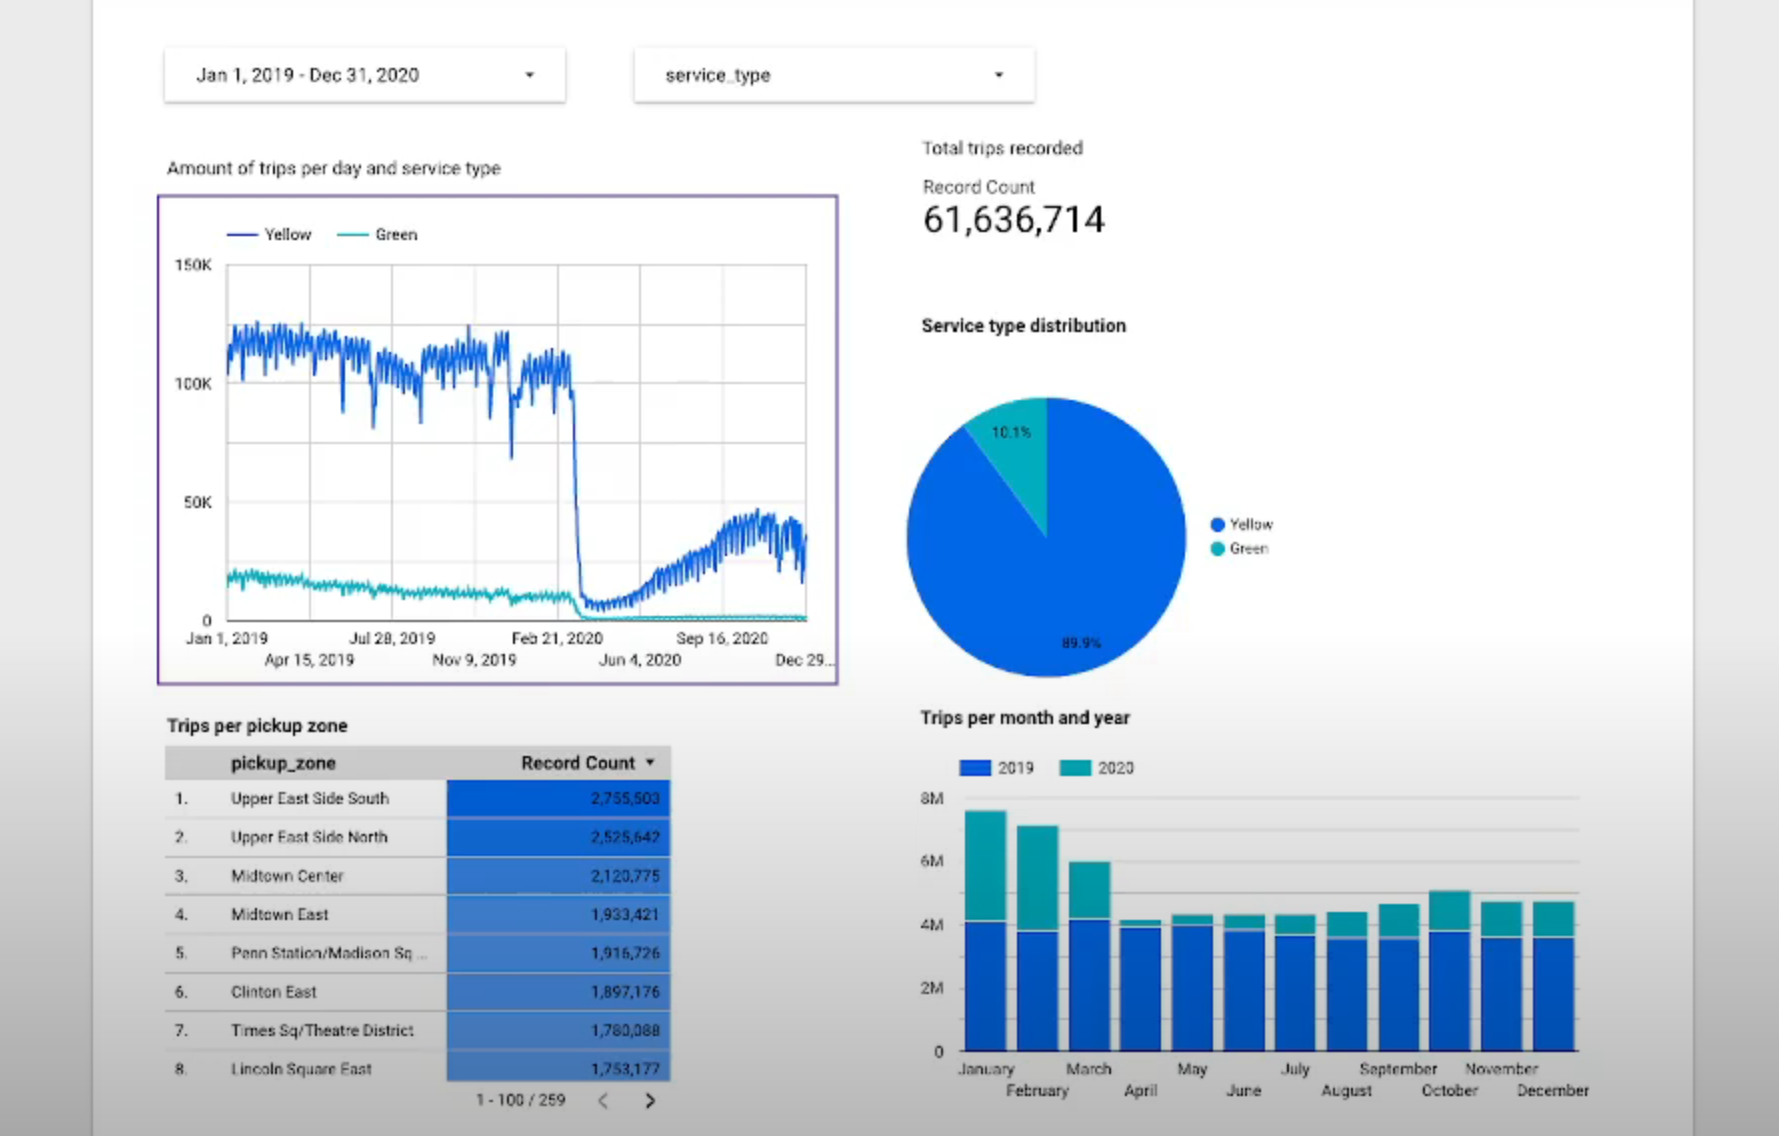 Jan 1, 2019 - Dec 31, 2020
service_type
Amount of trips per day and service type
Yellow
Green
150K
100K
50K
0
Jan 1, 2019
Apr 15, 2019
Jul 28, 2019
Nov 9, 2019
Feb 21, 2020
Jun 4, 2020
Sep 16, 2020
Dec 29...
Total trips recorded
Record Count
61,636,714
Service type distribution
10.1%
89.9%
Yellow
Green
Trips per pickup zone
pickup_zone Record Count
1. Upper East Side South 2,755,503
2. Upper East Side North 2,525,642
3. Midtown Center 2,120,775
4. Midtown East 1,933,421
5. Penn Station/Madison Sq ... 1,916,726
6. Clinton East 1,897,176
7. Times Sq/Theatre District 1,780,088
8. Lincoln Square East 1,753,177
1 - 100 / 259
Trips per month and year
2019
2020
8M
6M
4M
2M
0
January
February
March
April
May
June
July
August
September
October
November
December